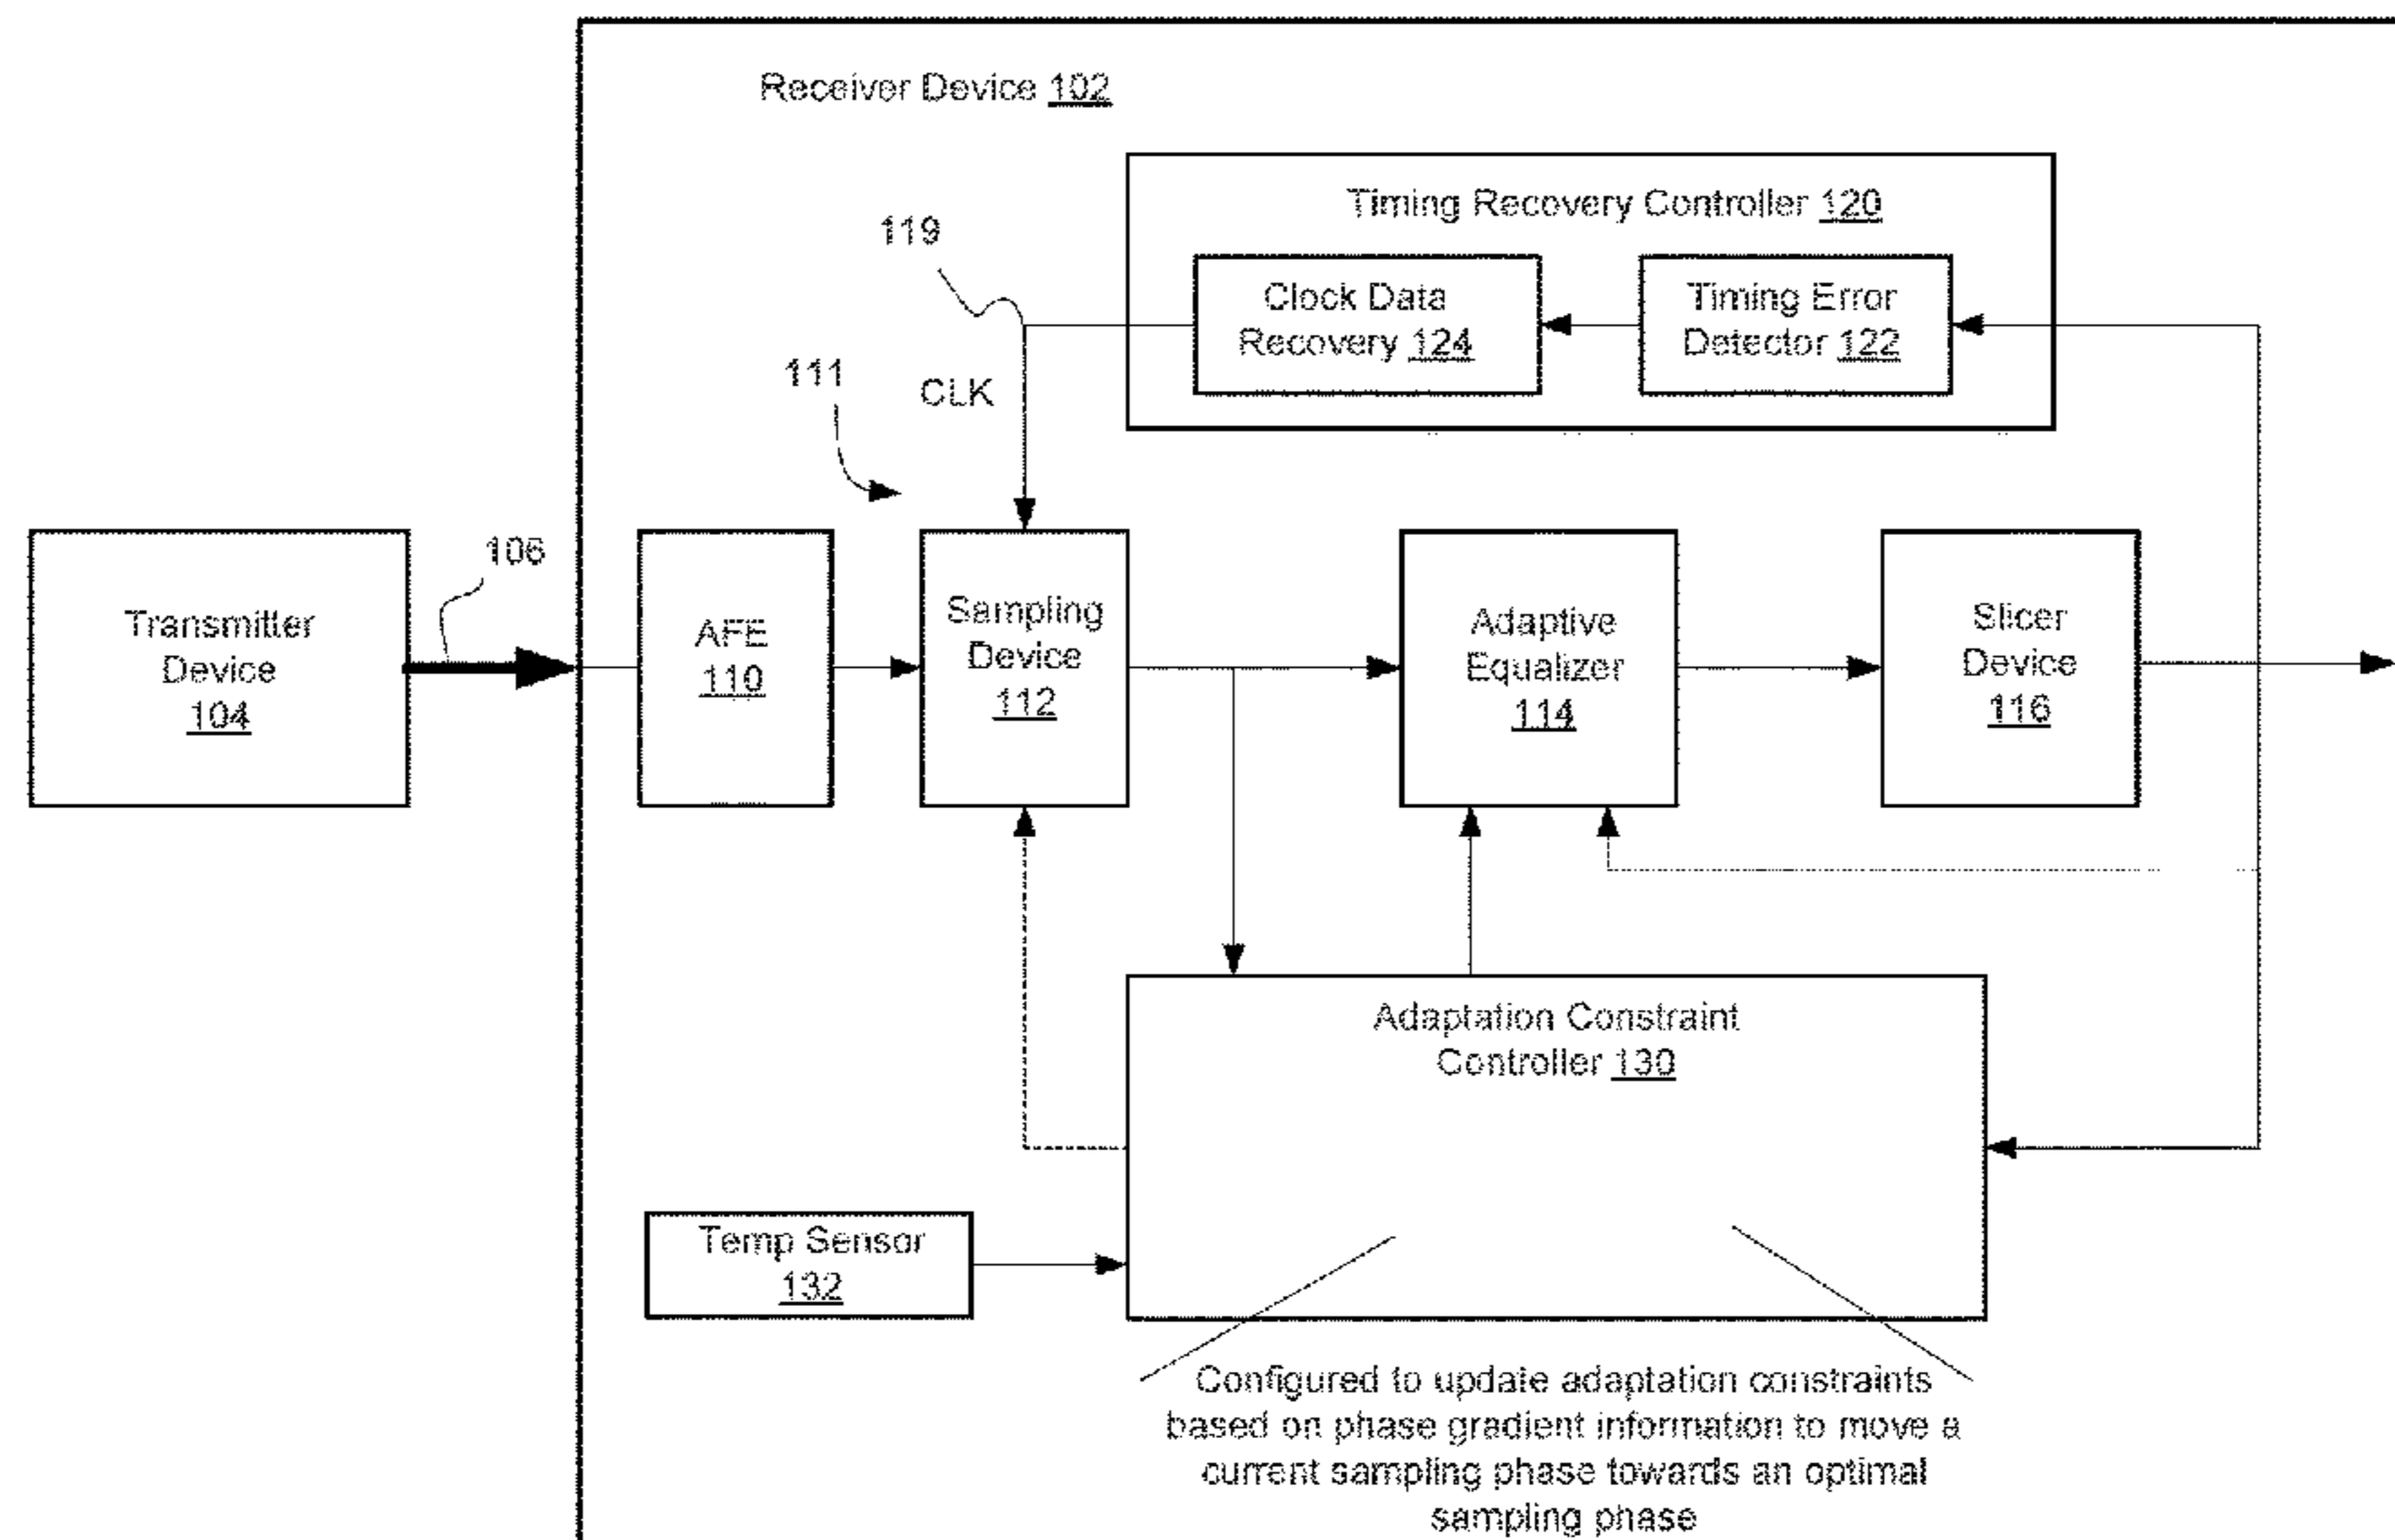 Receiver Device 102
Timing Recovery Controller 120
119
Clock Data
Recovery 124
Timing Error
Detector 122
111
CLK
106
Transmitter
Device
104
AFE
110
Sampling
Device
112
Adaptive
Equalizer
114
Slicer
Device
116
Adaptation Constraint
Controller 130
Temp Sensor
132
Configured to update adaptation constraints
based on phase gradient information to move a
current sampling phase towards an optimal
sampling phase